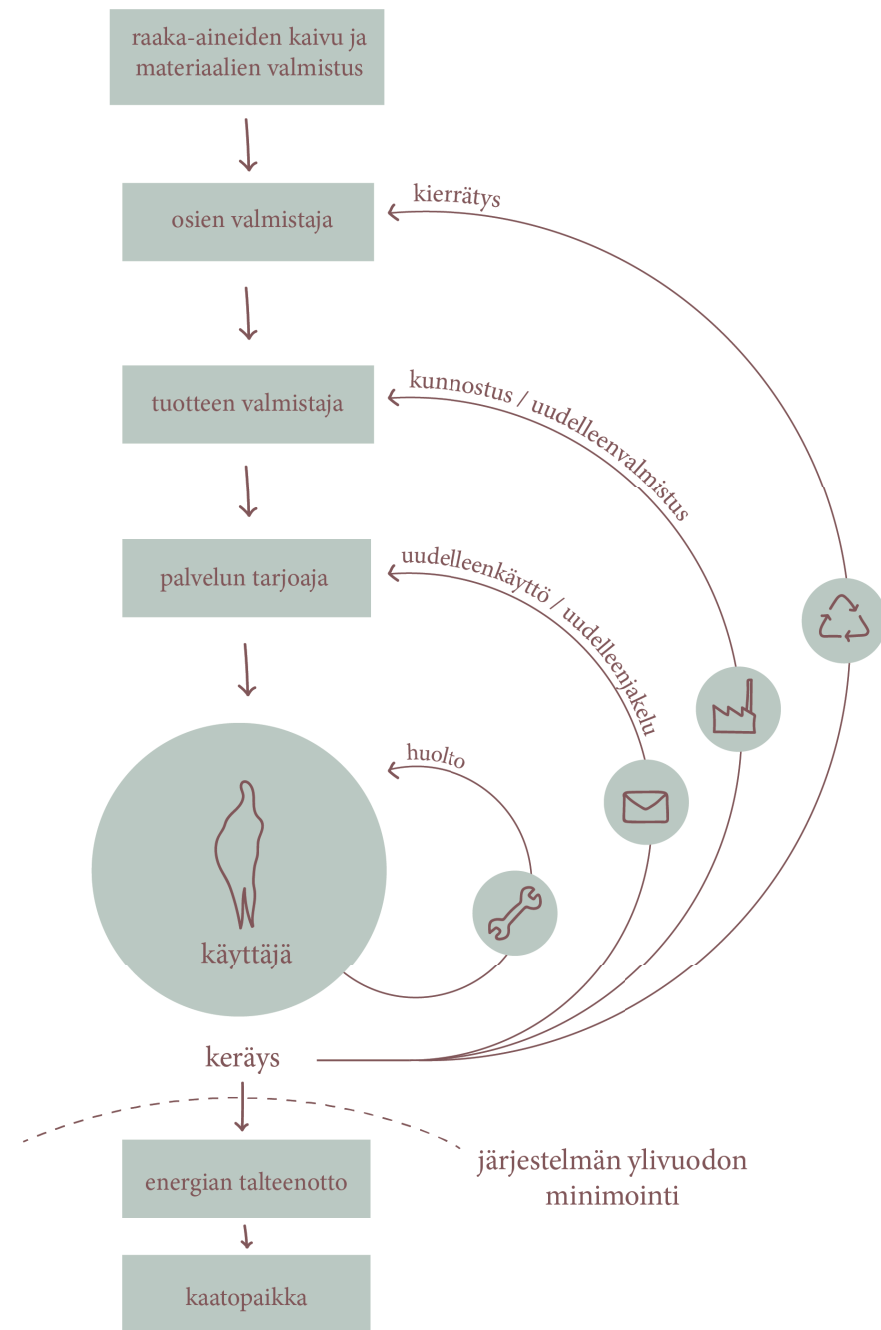 raaka-aineiden kaivu ja
materiaalien valmistus
osien valmistaja
kierrätys
tuotteen valmistaja
kunnostus / uudelleenvalmistus
palvelun tarjoaja
uudelleenkäyttö / uudelleenjakelu
huolto
käyttäjä
keräys
järjestelmän ylivuodon
minimointi
energian talteenotto
kaatopaikka